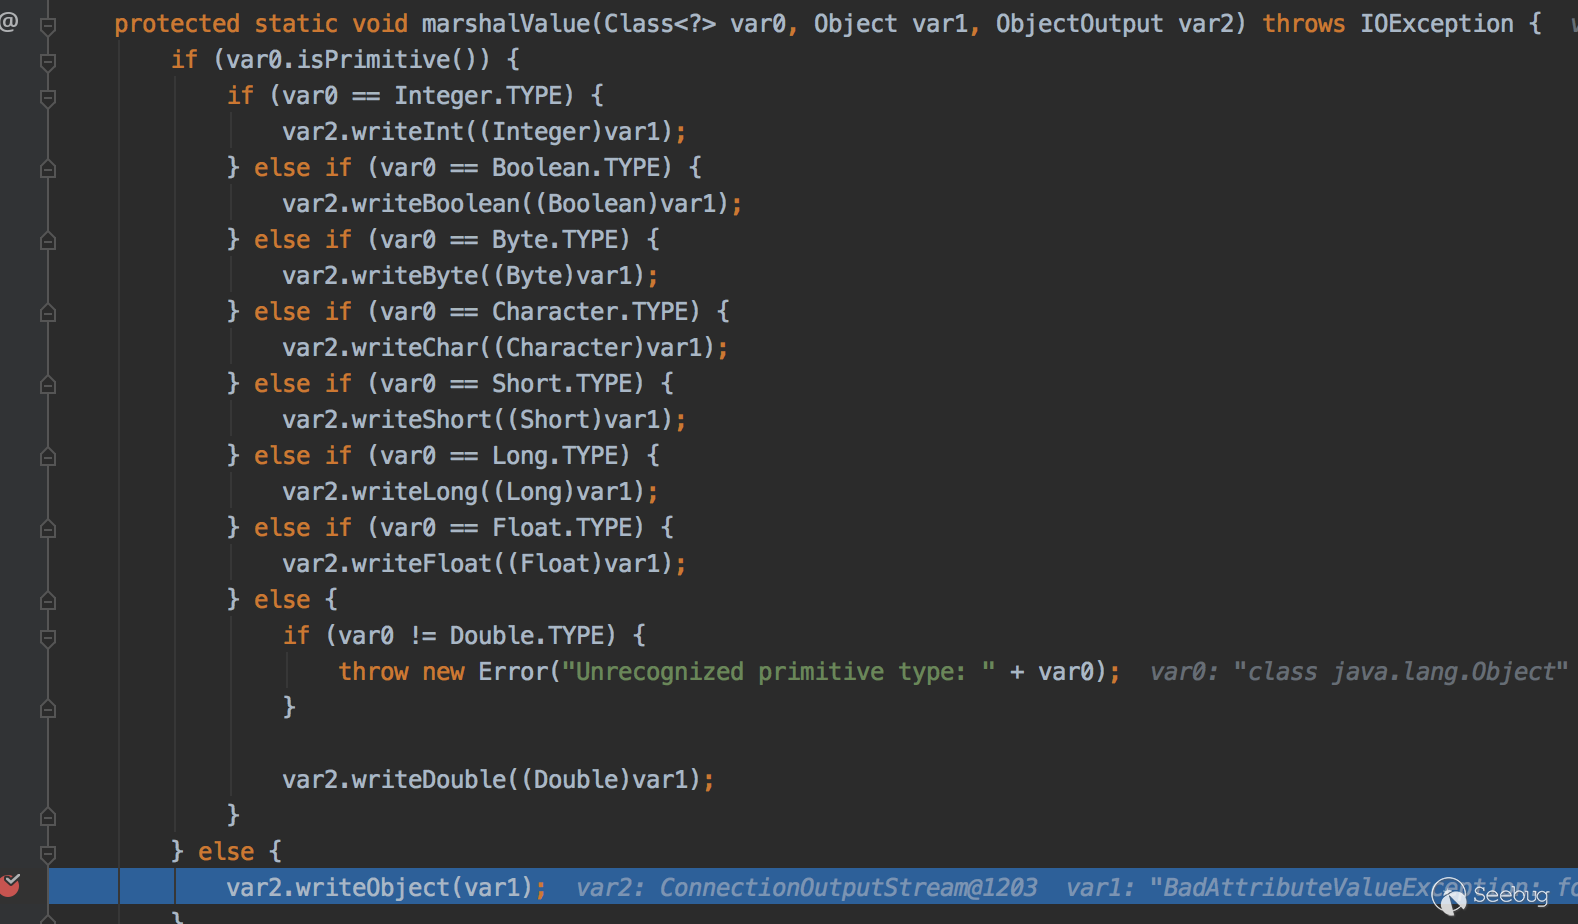 @ protected static void marshalValue(Class<?> var0, Object var1, ObjectOutput var2) throws IOException {
if (var0.isPrimitive()) {
if (var0 == Integer.TYPE) {
var2.writeInt((Integer)var1);
} else if (var0 == Boolean.TYPE) {
var2.writeBoolean((Boolean)var1);
} else if (var0 == Byte.TYPE) {
var2.writeByte((Byte)var1);
} else if (var0 == Character.TYPE) {
var2.writeChar((Character)var1);
} else if (var0 == Short.TYPE) {
var2.writeShort((Short)var1);
} else if (var0 == Long.TYPE) {
var2.writeLong((Long)var1);
} else if (var0 == Float.TYPE) {
var2.writeFloat((Float)var1);
} else {
if (var0 != Double.TYPE) {
throw new Error("Unrecognized primitive type: " + var0); var0: "class java.lang.Object"
}
var2.writeDouble((Double)var1);
}
} else {
var2.writeObject(var1); var2: ConnectionOutputStream@1203 var1: "BadAttributeValueException: fo
}
Seebug